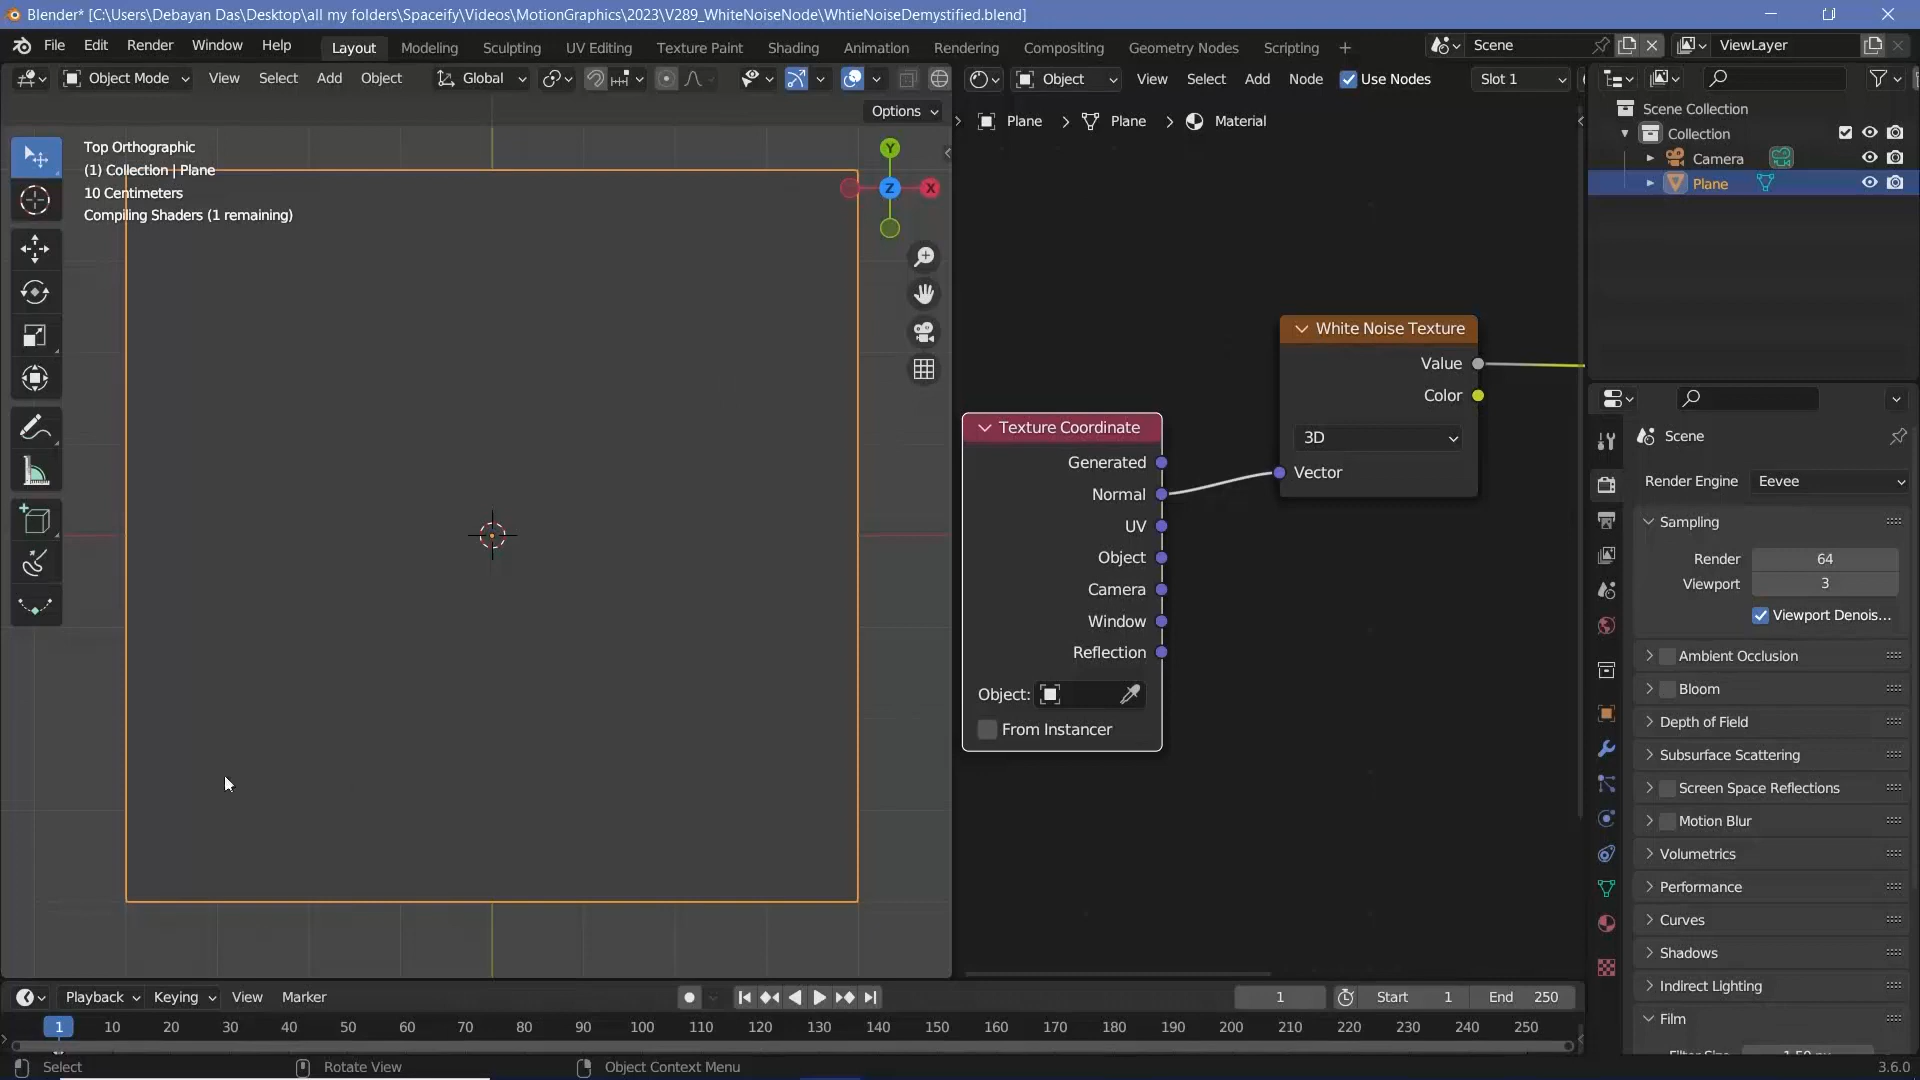 Blender* [C:\Users\Debayan Das\Desktop\all my folders\Spaceify\Videos\MotionGraphics\2023\V289_WhiteNoiseNode\WhtieNoiseDemystified.blend]
File Edit Render Window Help Layout Modeling Sculpting UV Editing Texture Paint Shading Animation Rendering Compositing Geometry Nodes Scripting + Scene ViewLayer
Object Mode View Select Add Object Global Object View Select Add Node Use Nodes Slot 1
Options
Plane > Plane > Material
Top Orthographic
(1) Collection | Plane
10 Centimeters
Compiling Shaders (1 remaining)
Y
Z
X
White Noise Texture
Value
Color
3D
Vector
Texture Coordinate
Generated
Normal
UV
Object
Camera
Window
Reflection
Object:
From Instancer
Scene Collection
Collection
Camera
Plane
Scene
Render Engine Eevee
Sampling
Render 64
Viewport 3
Viewport Denois...
Ambient Occlusion
Bloom
Depth of Field
Subsurface Scattering
Screen Space Reflections
Motion Blur
Volumetrics
Performance
Curves
Shadows
Indirect Lighting
Film
Playback Keying View Marker 1 Start 1 End 250
1 10 20 30 40 50 60 70 80 90 100 110 120 130 140 150 160 170 180 190 200 210 220 230 240 250
Select Rotate View Object Context Menu 3.6.0